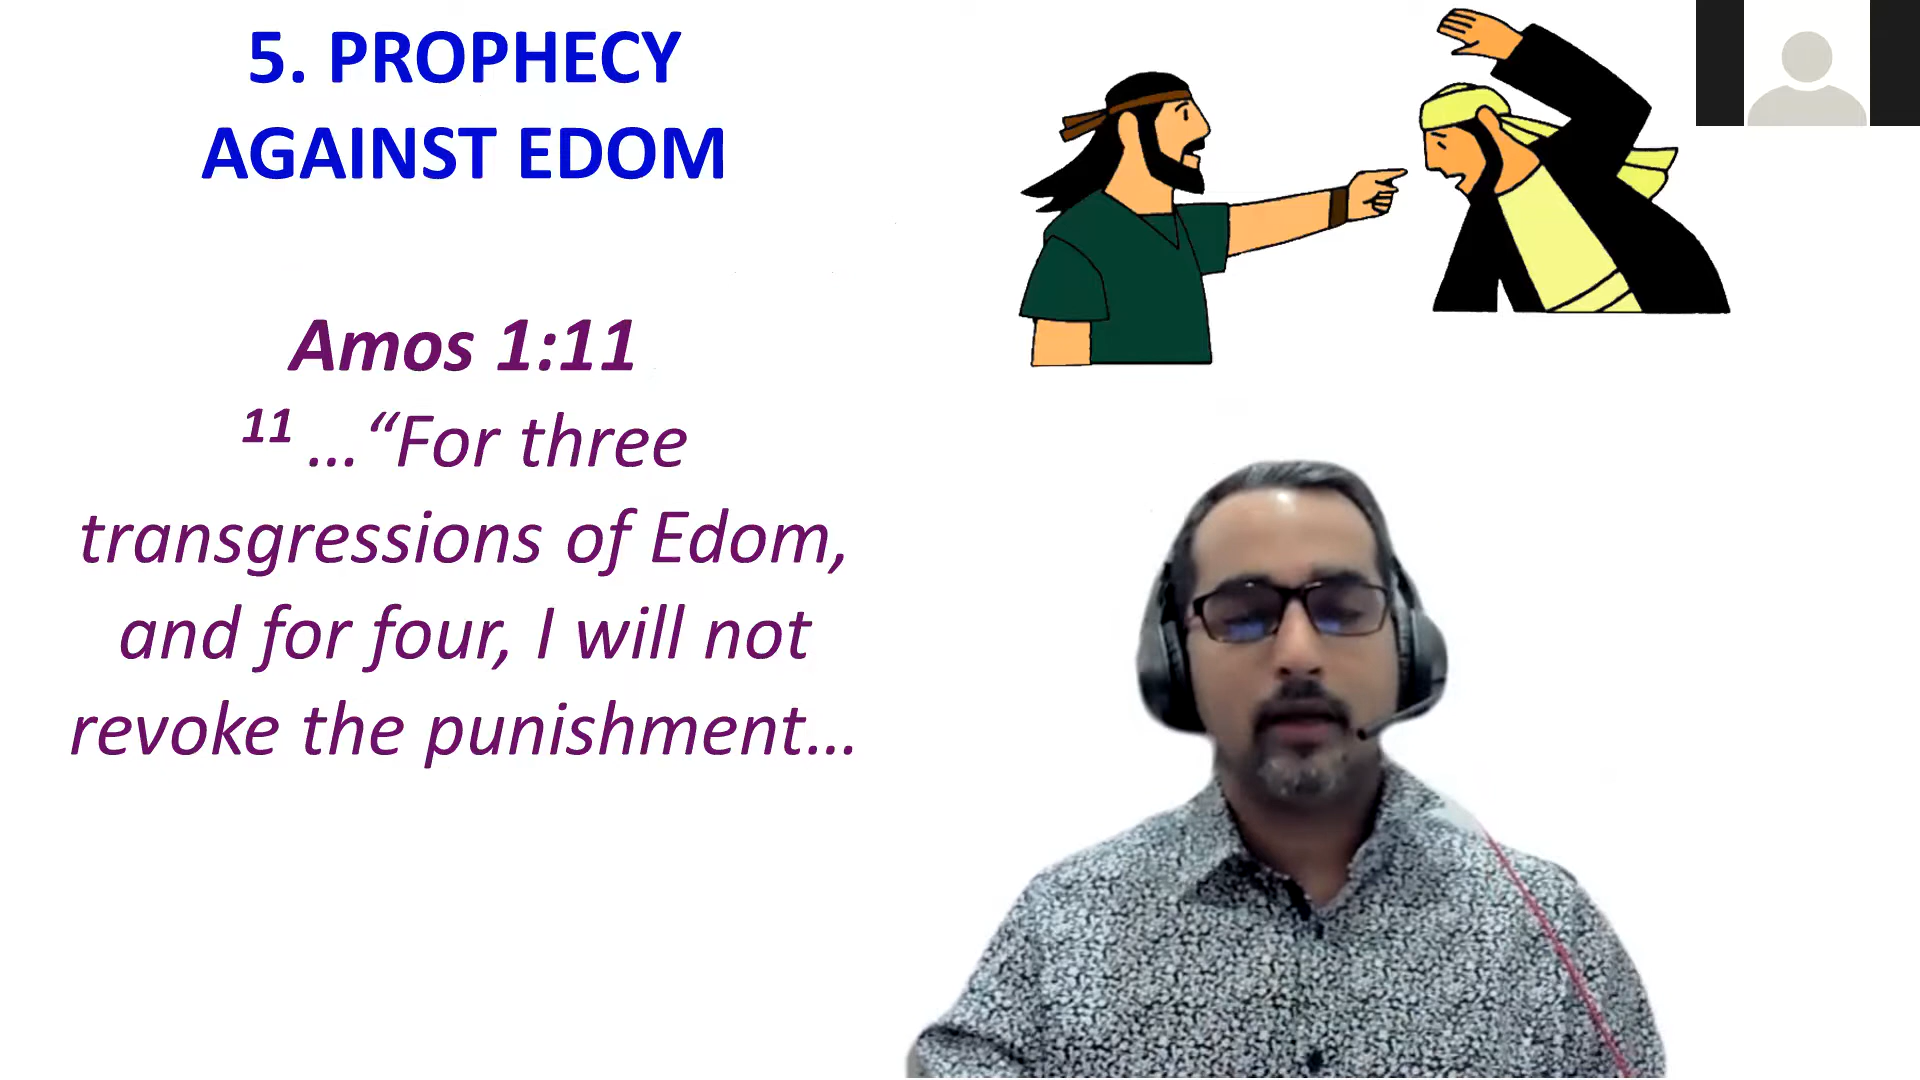 5. PROPHECY
AGAINST EDOM
Amos 1:11
11 …“For three
transgressions of Edom,
and for four, I will not
revoke the punishment…